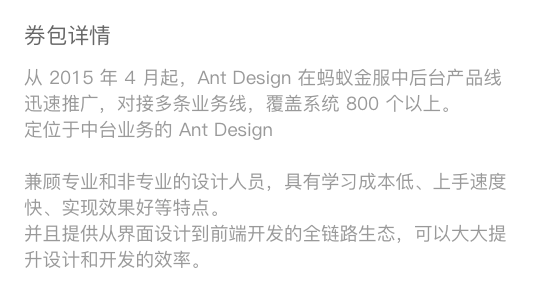 券包详情
从 2015 年 4 月起，Ant Design 在蚂蚁金服中后台产品线
迅速推广，对接多条业务线，覆盖系统 800 个以上。
定位于中台业务的 Ant Design
兼顾专业和非专业的设计人员，具有学习成本低、上手速度
快、实现效果好等特点。
并且提供从界面设计到前端开发的全链路生态，可以大大提
升设计和开发的效率。